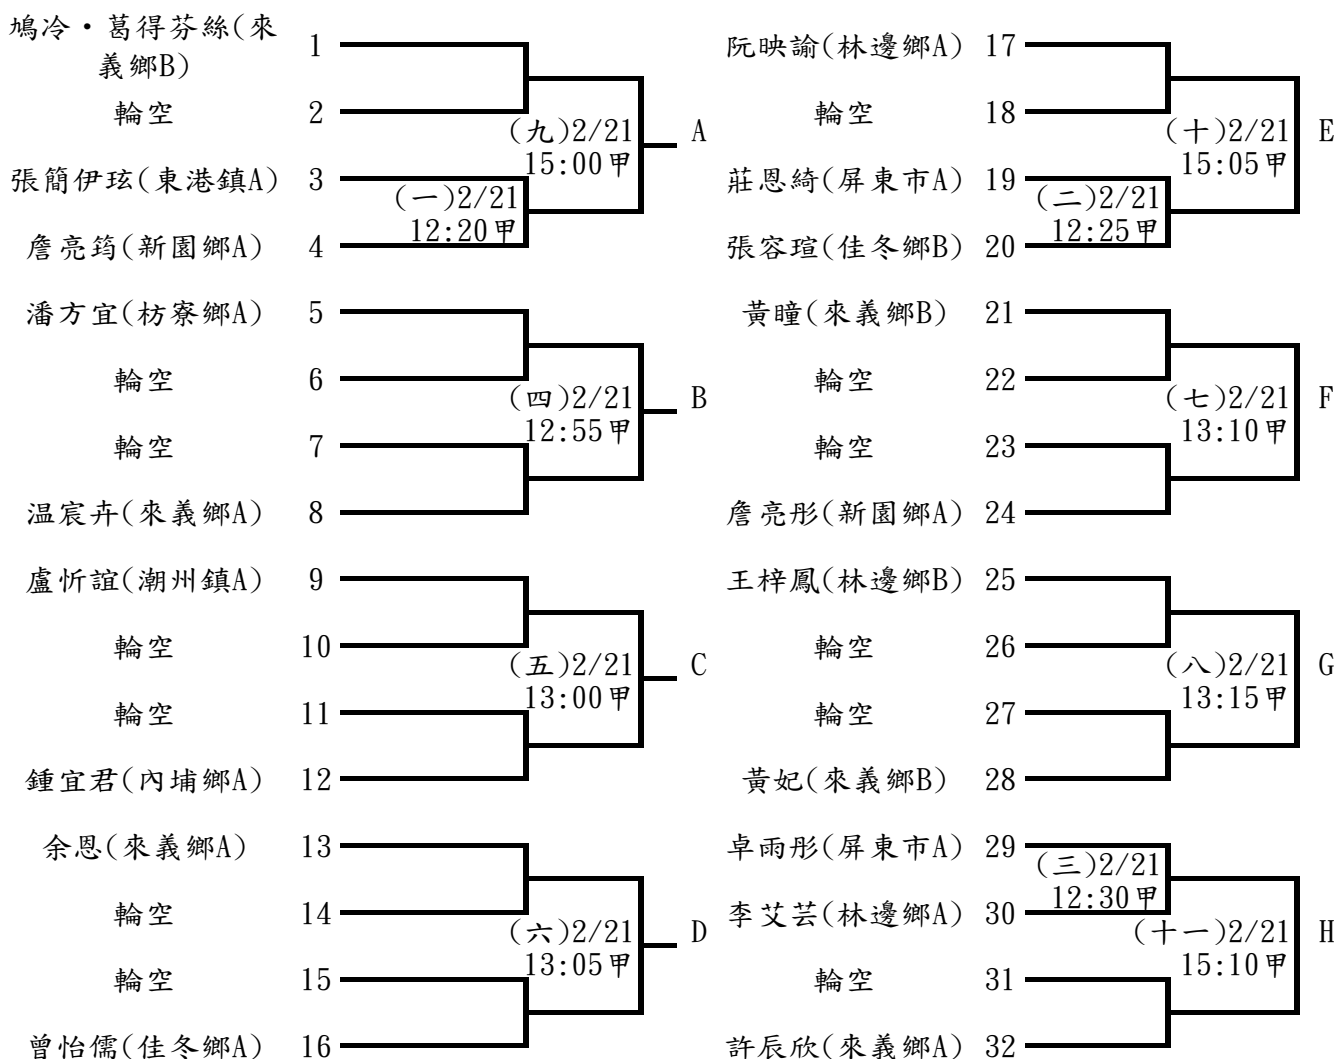 鳩冷·葛得芬絲(來
義鄉B)
1
輪空 2
(九)2/21
15:00甲
A
張簡伊玹(東港鎮A) 3
(一)2/21
12:20甲
詹亮筠(新園鄉A) 4
潘方宜(枋寮鄉A) 5
輪空 6
(四)2/21
12:55甲
B
輪空 7
温宸卉(來義鄉A) 8
盧忻誼(潮州鎮A) 9
輪空 10
(五)2/21
13:00甲
C
輪空 11
鍾宜君(內埔鄉A) 12
余恩(來義鄉A) 13
輪空 14
(六)2/21
13:05甲
D
輪空 15
曾怡儒(佳冬鄉A) 16
阮映諭(林邊鄉A) 17
輪空 18
(十)2/21
15:05甲
E
莊恩綺(屏東市A) 19
(二)2/21
12:25甲
張容瑄(佳冬鄉B) 20
黃瞳(來義鄉B) 21
輪空 22
(七)2/21
13:10甲
F
輪空 23
詹亮彤(新園鄉A) 24
王梓鳳(林邊鄉B) 25
輪空 26
(八)2/21
13:15甲
G
輪空 27
黃妃(來義鄉B) 28
卓雨彤(屏東市A) 29
(三)2/21
12:30甲
李艾芸(林邊鄉A) 30
(十一)2/21
15:10甲
H
輪空 31
許辰欣(來義鄉A) 32